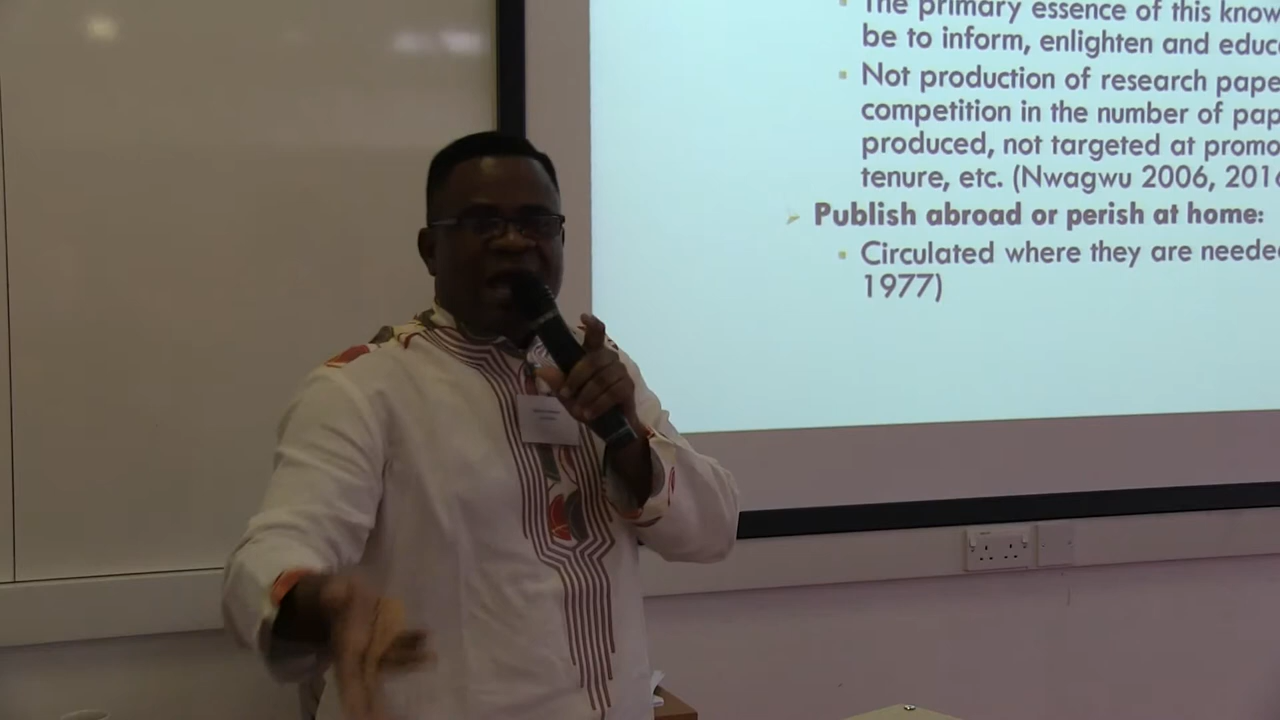 The primary essence of this know
be to inform, enlighten and educ
Not production of research pape
competition in the number of pap
produced, not targeted at promo
tenure, etc. (Nwagwu 2006, 2016
Publish abroad or perish at home:
Circulated where they are neede
1977)